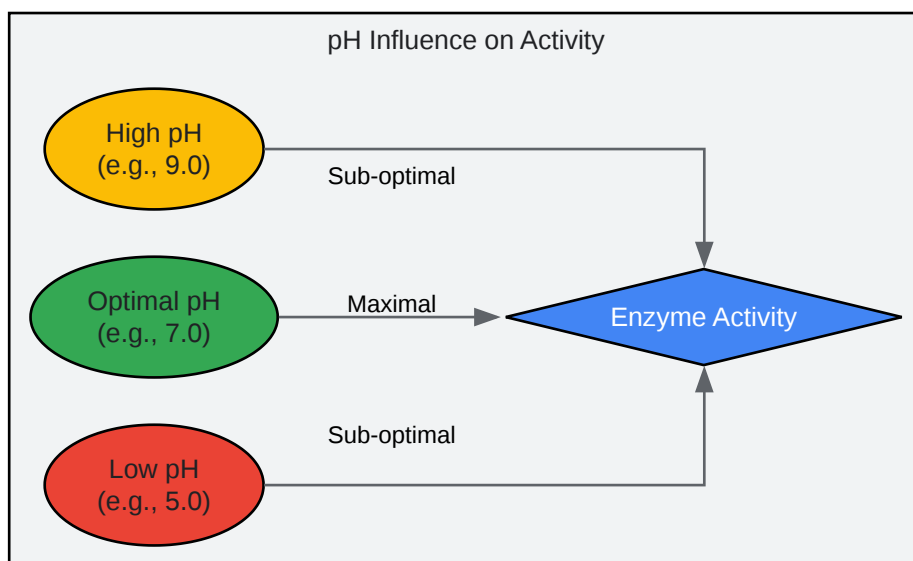 pH Influence on Activity
High pH
(e.g., 9.0)
Sub-optimal
Optimal pH
(e.g., 7.0)
Maximal
Enzyme Activity
Sub-optimal
Low pH
(e.g., 5.0)